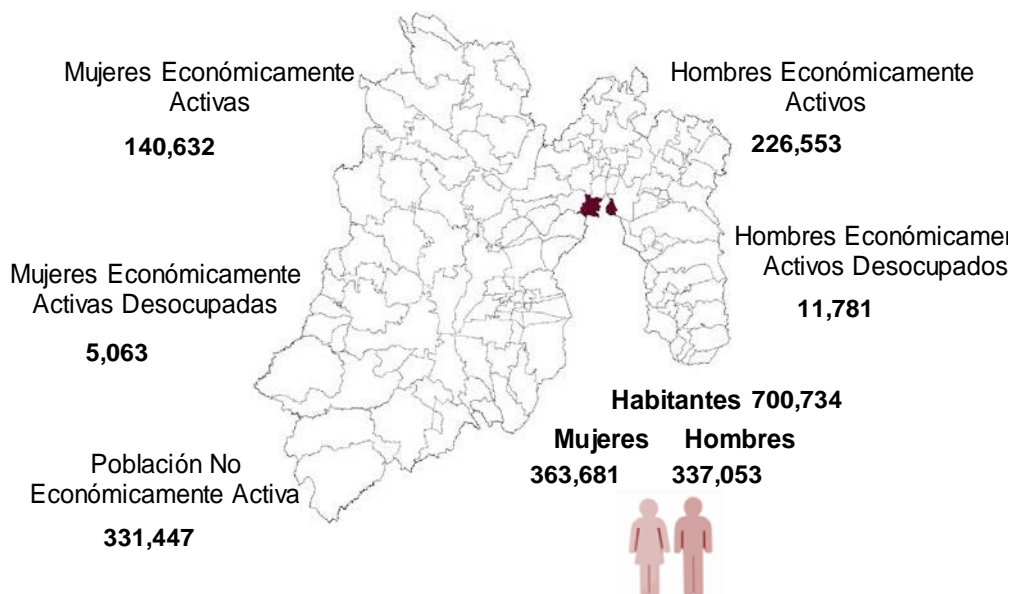 Mujeres Económicamente
Activas
140,632
Hombres Económicamente
Activos
226,553
Mujeres Económicamente
Activas Desocupadas
5,063
Hombres Económicamen
Activos Desocupados
11,781
Habitantes 700,734
Mujeres Hombres
363,681 337,053
Población No
Económicamente Activa
331,447